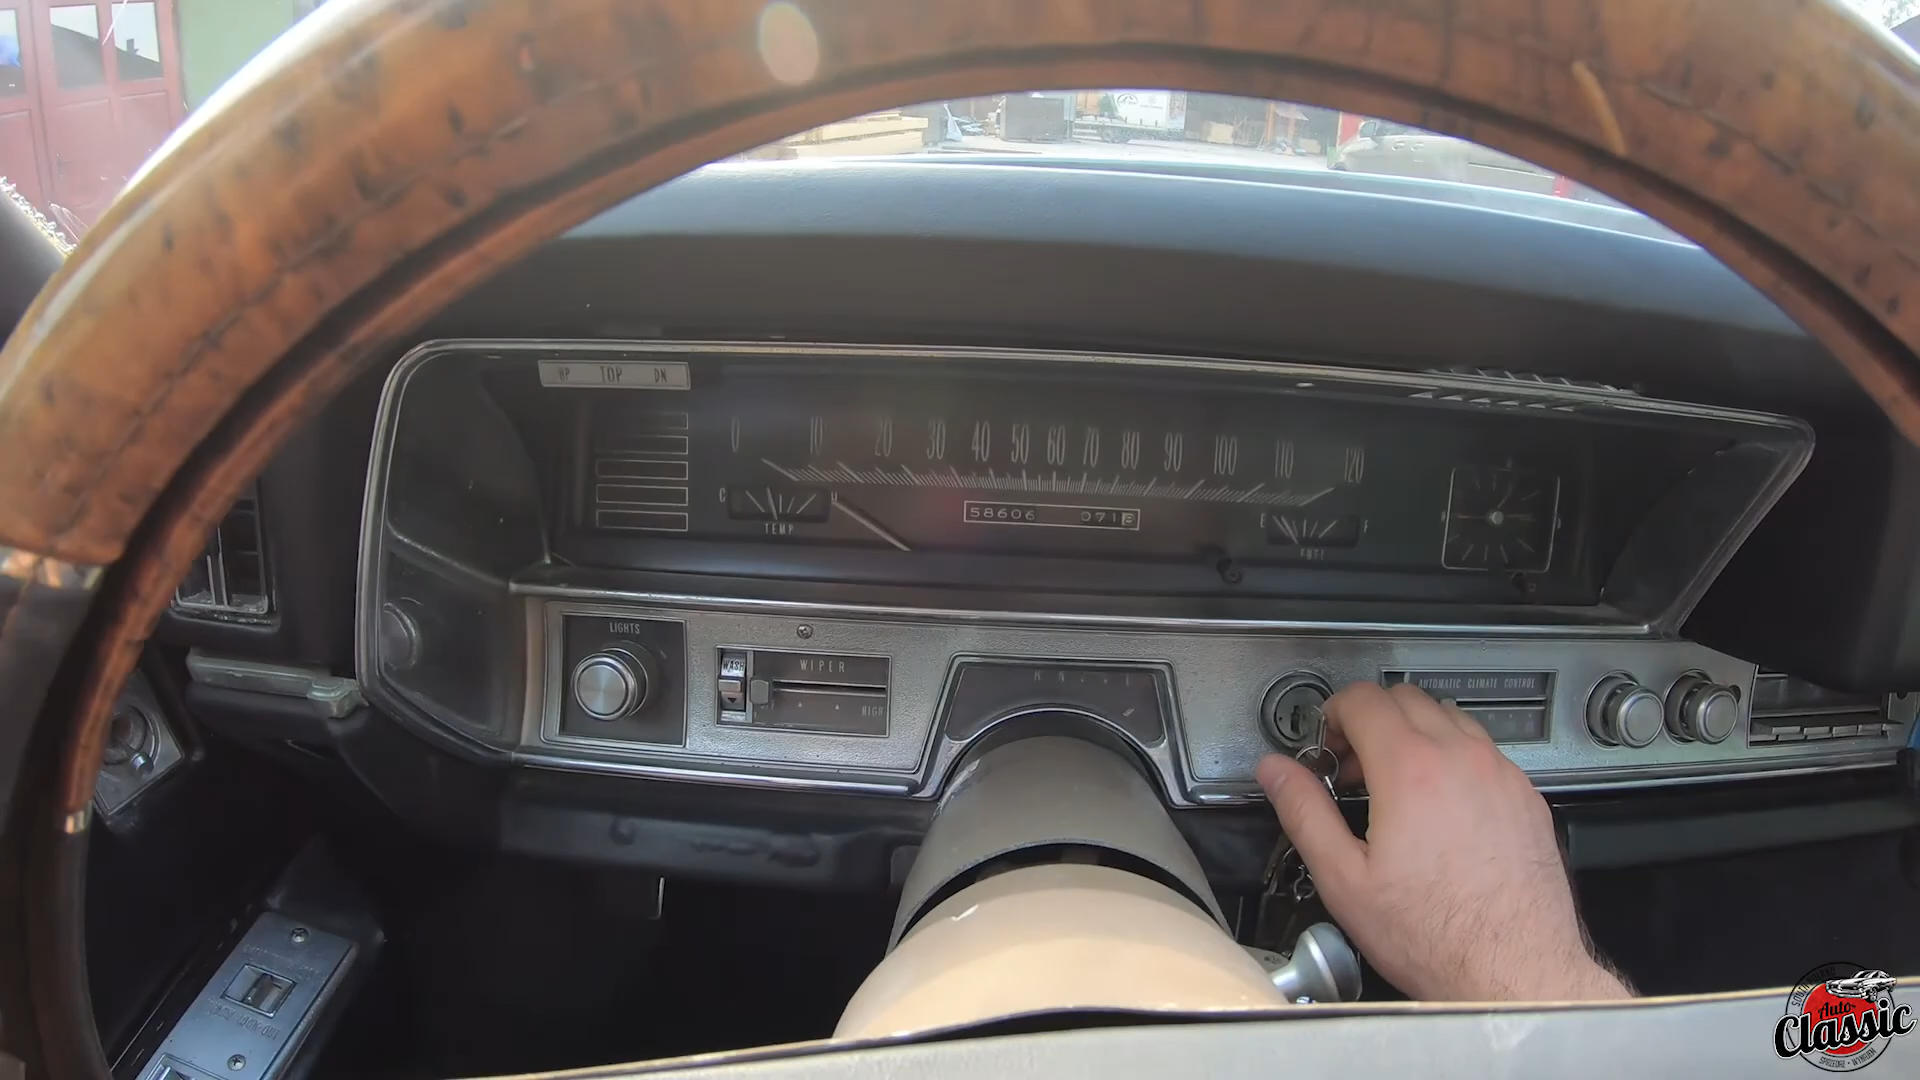 UP TOP DN
0 10 20 30 40 50 60 70 80 90 100 110 120
C
TEMP
58606 071
E F
FUEL
LIGHTS
WASH
WIPER
HIGH
AUTOMATIC CLIMATE CONTROL
Auto-
Classic